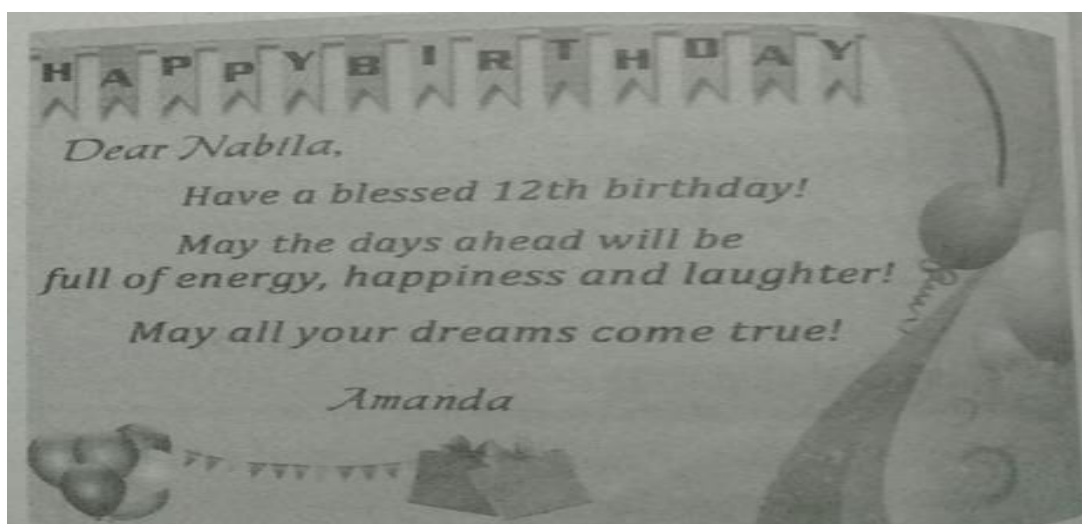 HAPPY BIRTHDAY
Dear Nabila,
Have a blessed 12th birthday!
May the days ahead will be
full of energy, happiness and laughter!
May all your dreams come true!
Amanda